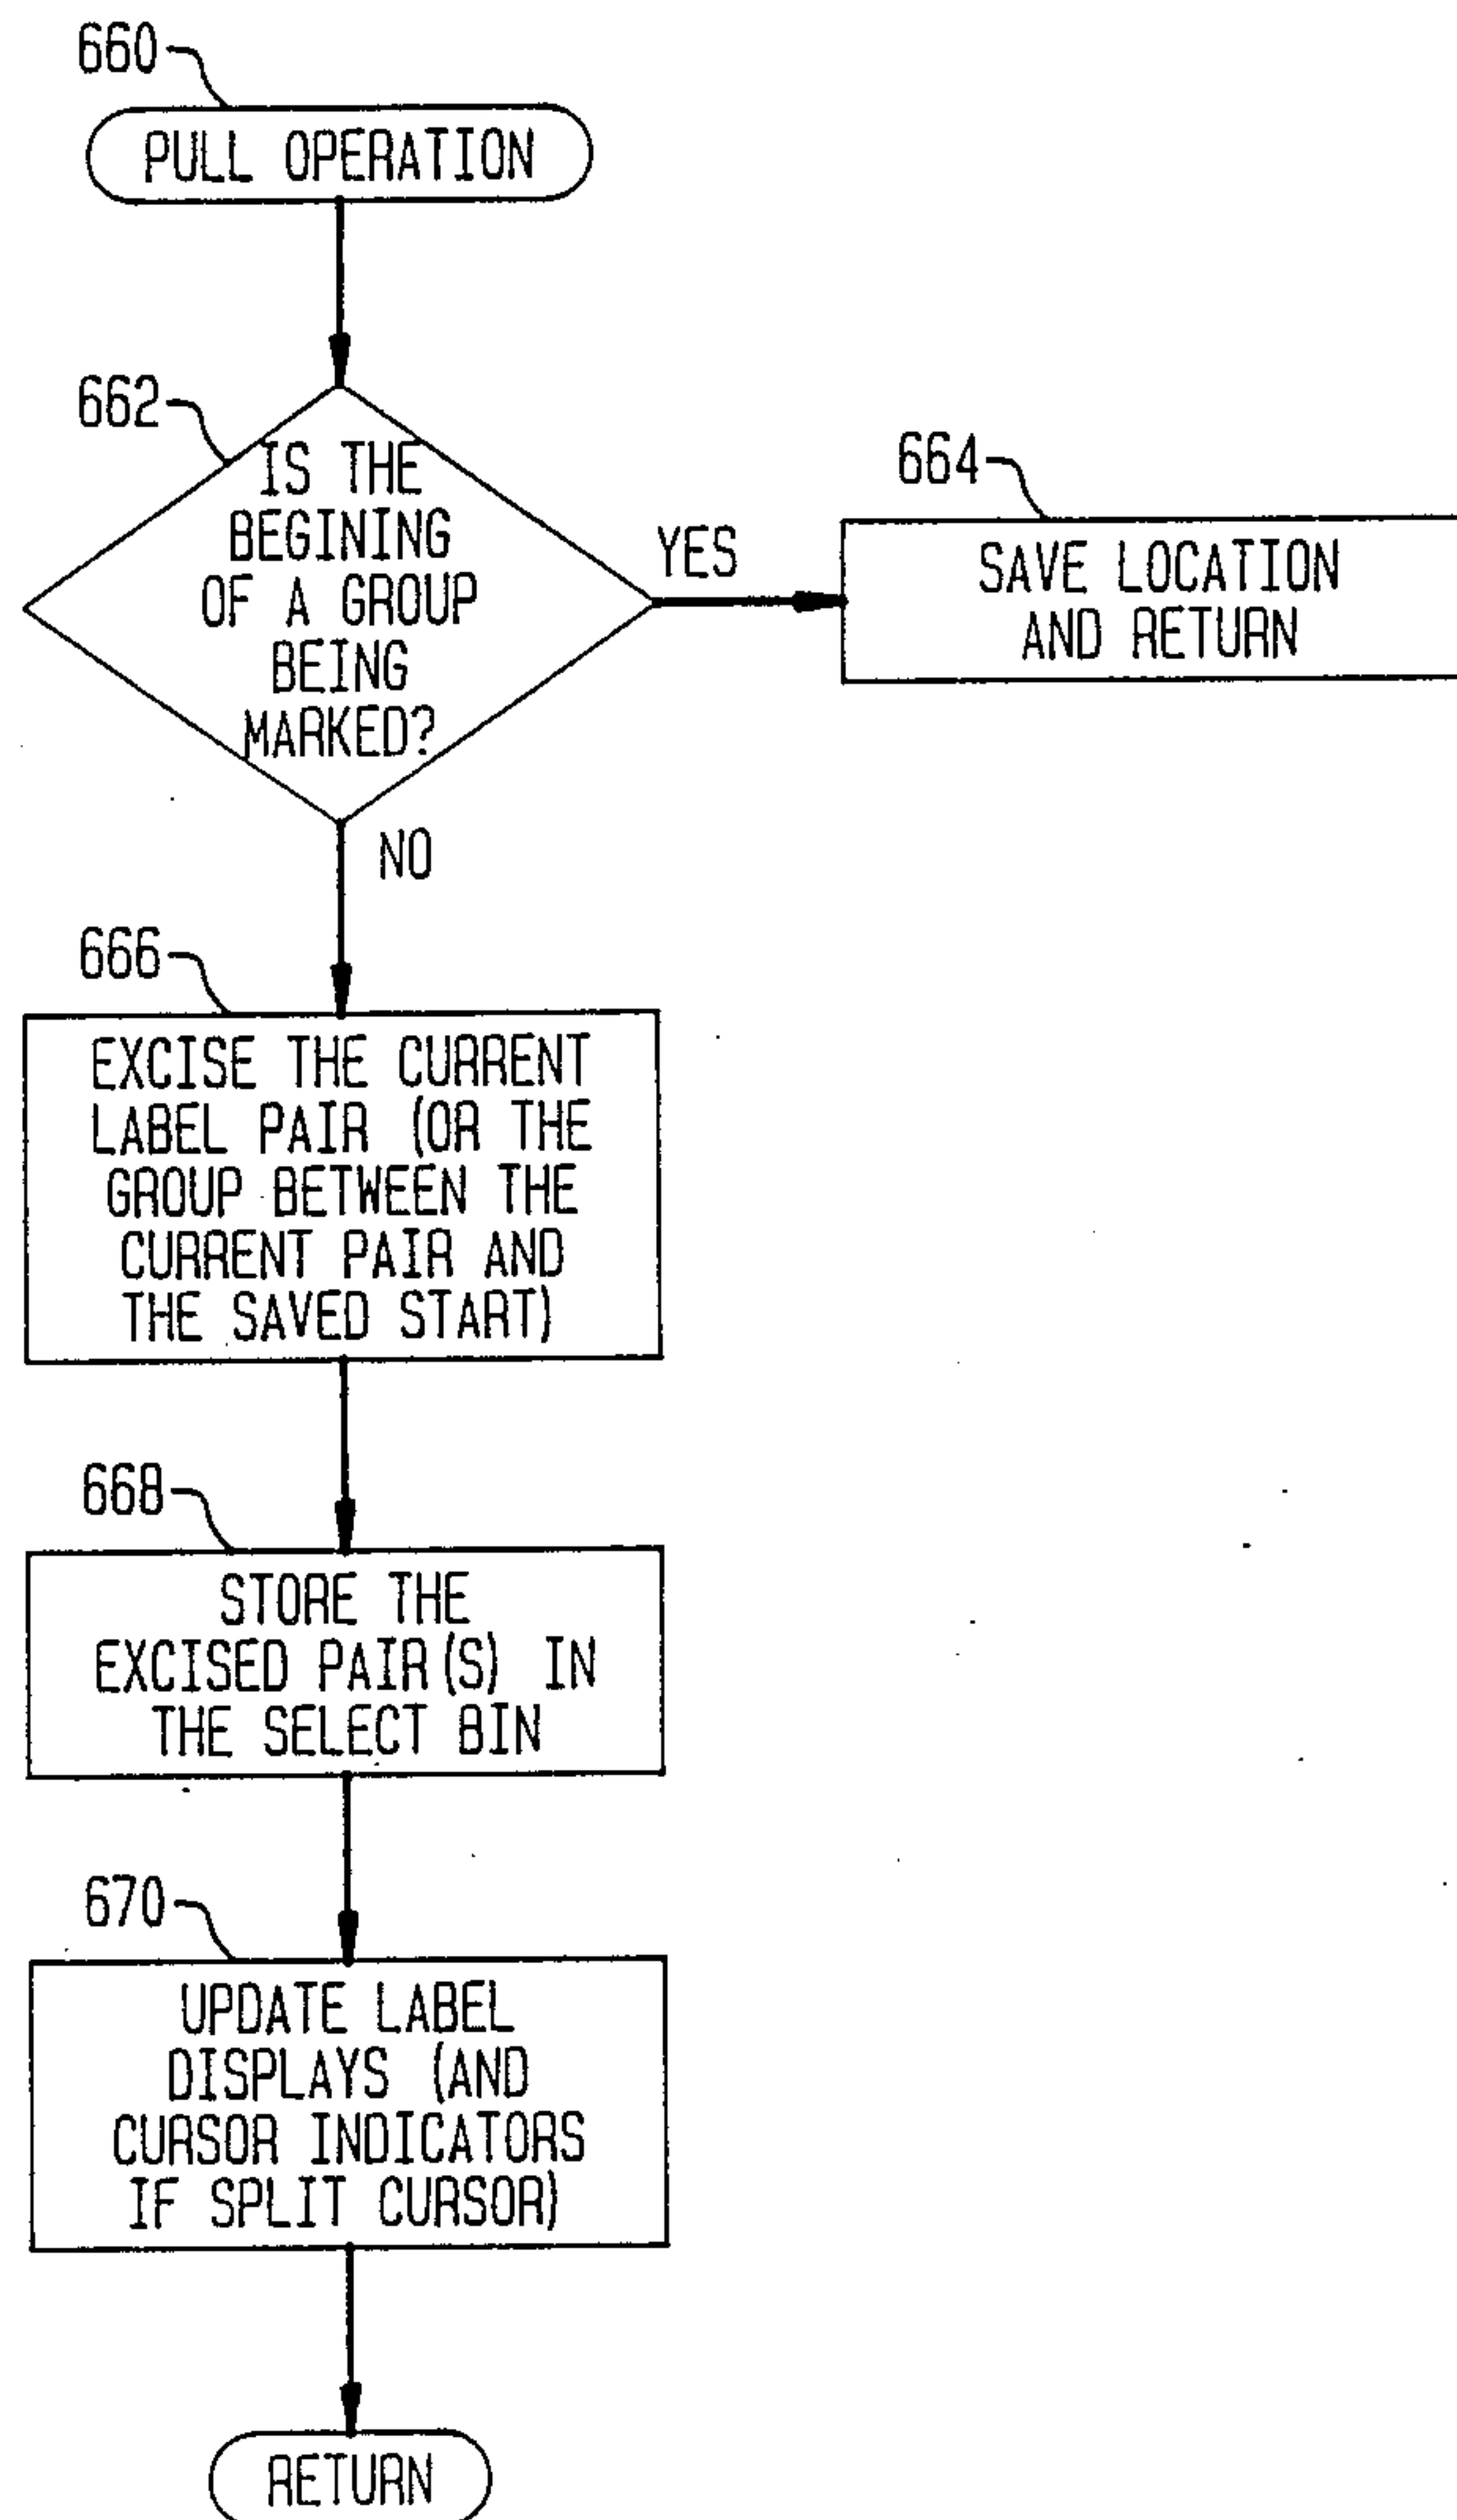 660
PULL OPERATION
662
IS THE
BEGINING
OF A GROUP
BEING
MARKED?
YES
664
SAVE LOCATION
AND RETURN
NO
666
EXCISE THE CURRENT
LABEL PAIR (OR THE
GROUP BETWEEN THE
CURRENT PAIR AND
THE SAVED START)
668
STORE THE
EXCISED PAIR(S) IN
THE SELECT BIN
670
UPDATE LABEL
DISPLAYS (AND
CURSOR INDICATORS
IF SPLIT CURSOR)
RETURN